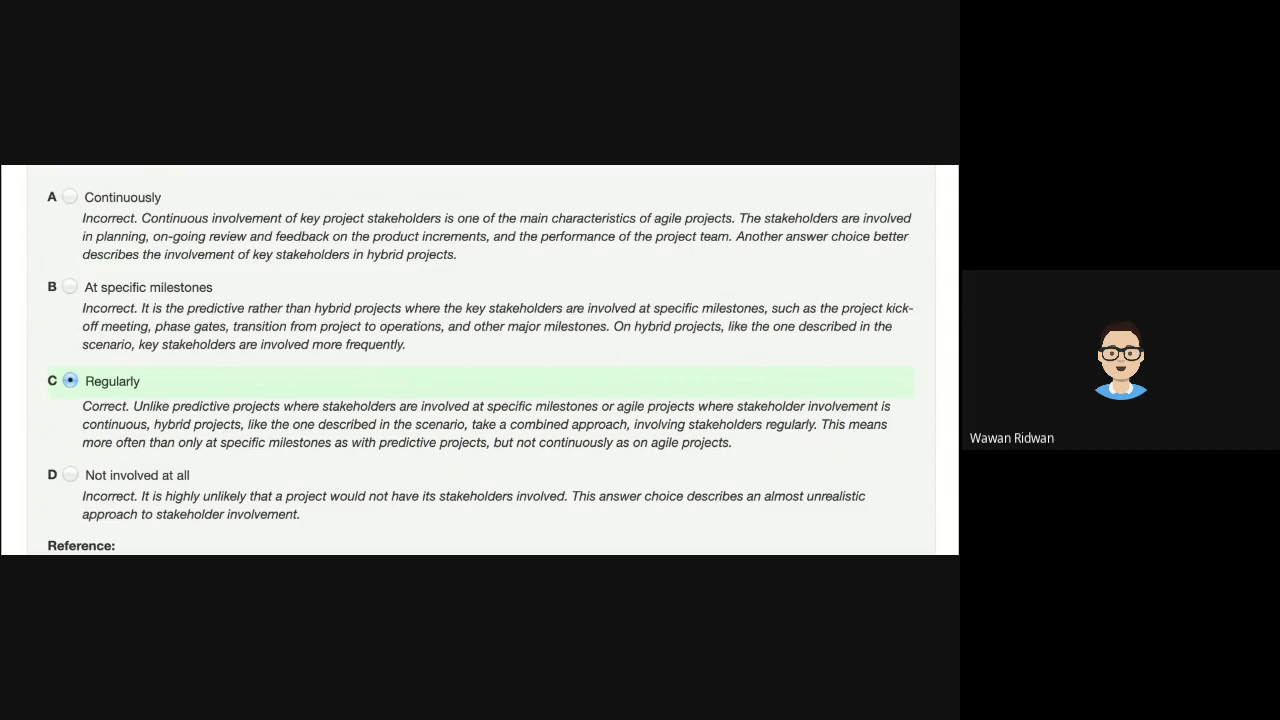 A Continuously
Incorrect. Continuous involvement of key project stakeholders is one of the main characteristics of agile projects. The stakeholders are involved
in planning, on-going review and feedback on the product increments, and the performance of the project team. Another answer choice better
describes the involvement of key stakeholders in hybrid projects.
B At specific milestones
Incorrect. It is the predictive rather than hybrid projects where the key stakeholders are involved at specific milestones, such as the project kick-
off meeting, phase gates, transition from project to operations, and other major milestones. On hybrid projects, like the one described in the
scenario, key stakeholders are involved more frequently.
C Regularly
Correct. Unlike predictive projects where stakeholders are involved at specific milestones or agile projects where stakeholder involvement is
continuous, hybrid projects, like the one described in the scenario, take a combined approach, involving stakeholders regularly. This means
more often than only at specific milestones as with predictive projects, but not continuously as on agile projects.
D Not involved at all
Incorrect. It is highly unlikely that a project would not have its stakeholders involved. This answer choice describes an almost unrealistic
approach to stakeholder involvement.
Reference:
Wawan Ridwan